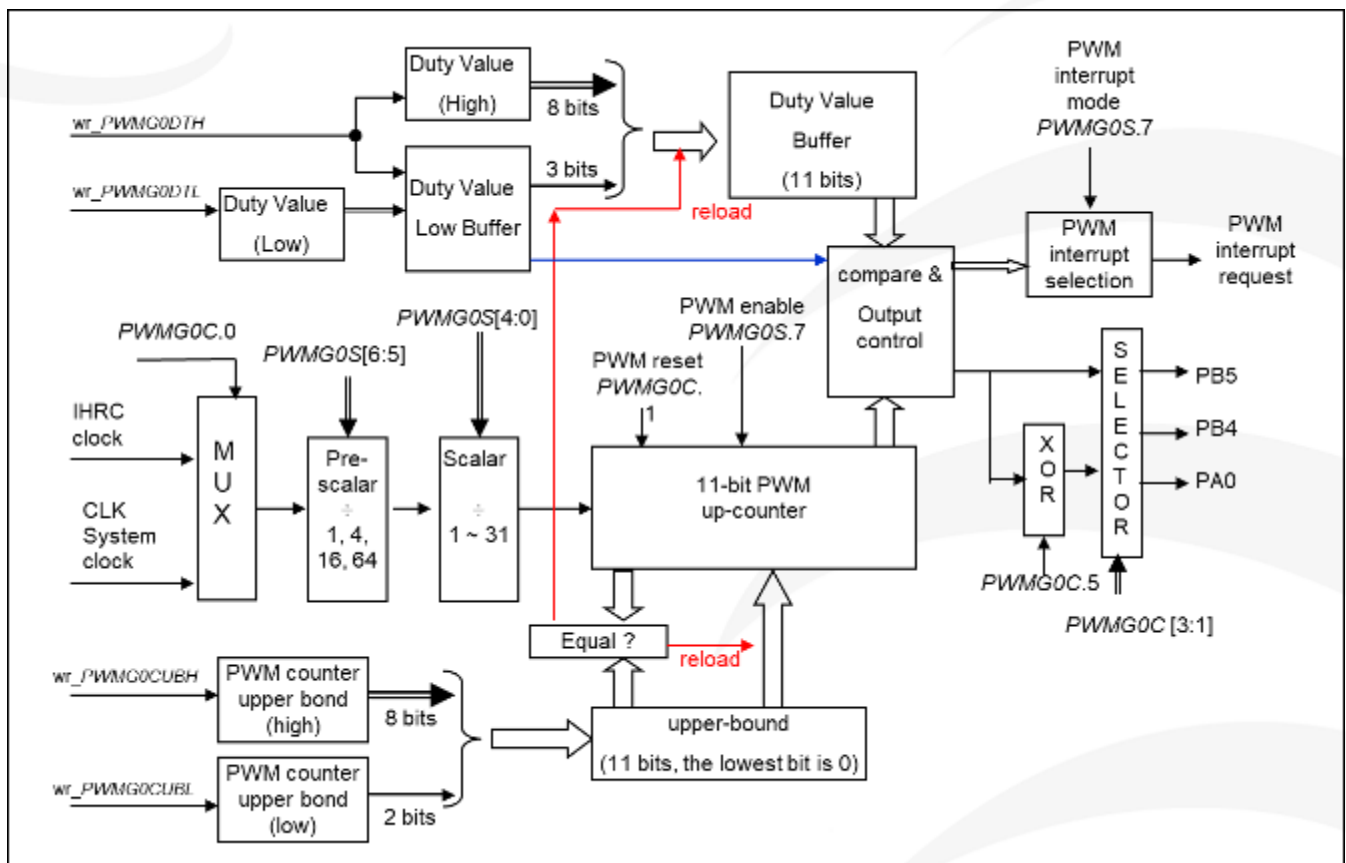 wr_PWMG0DTH
Duty Value
(High)
8 bits
wr_PWMG0DTL
Duty Value
(Low)
Duty Value
Low Buffer
3 bits
reload
Duty Value
Buffer
(11 bits)
PWM
interrupt
mode
PWMG0S.7
PWM
interrupt
selection
PWM
interrupt
request
compare &
Output
control
PWMG0C.0
PWMG0S[6:5]
PWMG0S[4:0]
PWM enable
PWMG0S.7
PWM reset
PWMG0C.
1
IHRC
clock
CLK
System
clock
M
U
X
Pre-
scalar
÷
1, 4,
16, 64
Scalar
÷
1 ~ 31
11-bit PWM
up-counter
X
O
R
PWMG0C.5
S
E
L
E
C
T
O
R
PB5
PB4
PA0
PWMG0C [3:1]
Equal ?
reload
wr_PWMG0CUBH
PWM counter
upper bond
(high)
8 bits
wr_PWMG0CUBL
PWM counter
upper bond
(low)
2 bits
upper-bound
(11 bits, the lowest bit is 0)